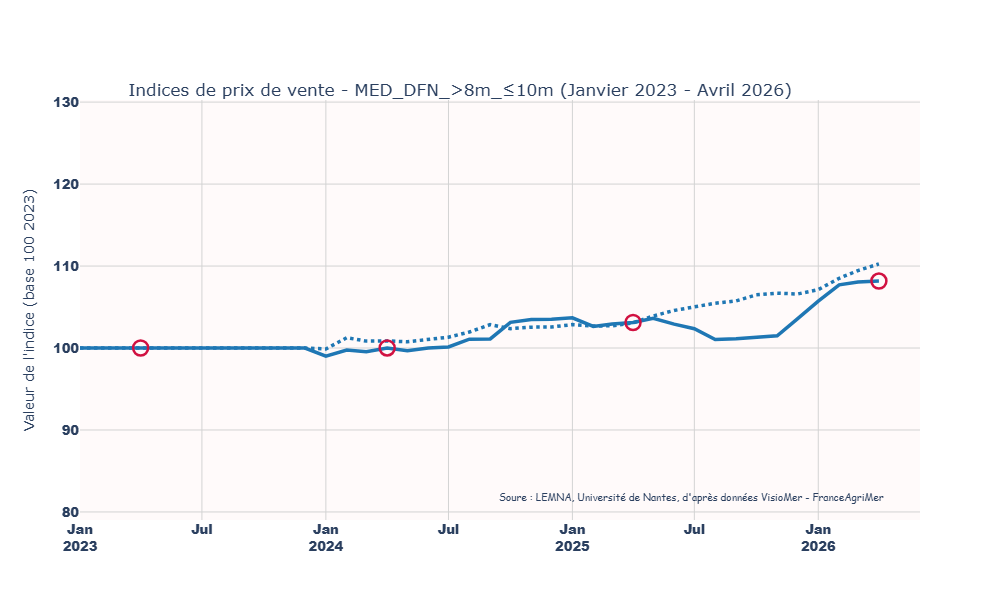 Indices de prix de vente - MED_DFN_>8m_≤10m (Janvier 2023 - Avril 2026)
Valeur de l'indice (base 100 2023)
130
120
110
100
90
80
Soure : LEMNA, Université de Nantes, d'après données VisioMer - FranceAgriMer
Jan Jul Jan Jul Jan Jul Jan
2023 2024 2025 2026